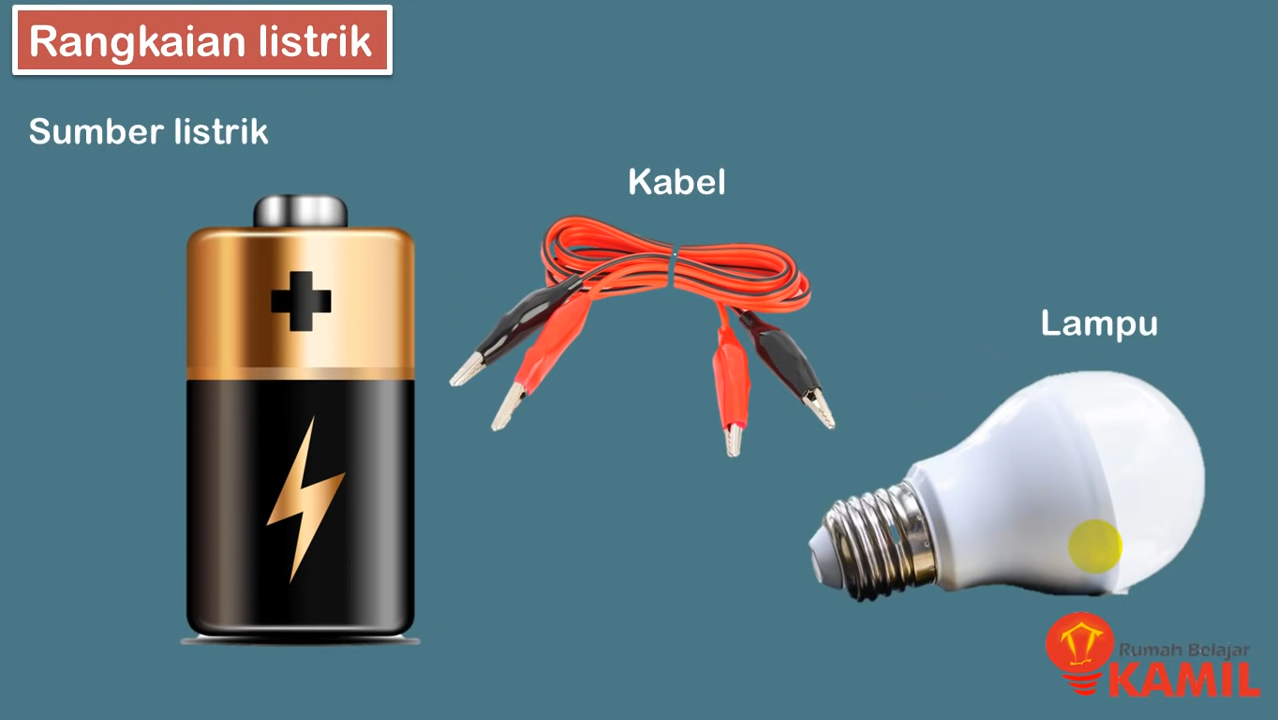 Rangkaian listrik
Sumber listrik
Kabel
Lampu
Rumah Belajar
KAMIL